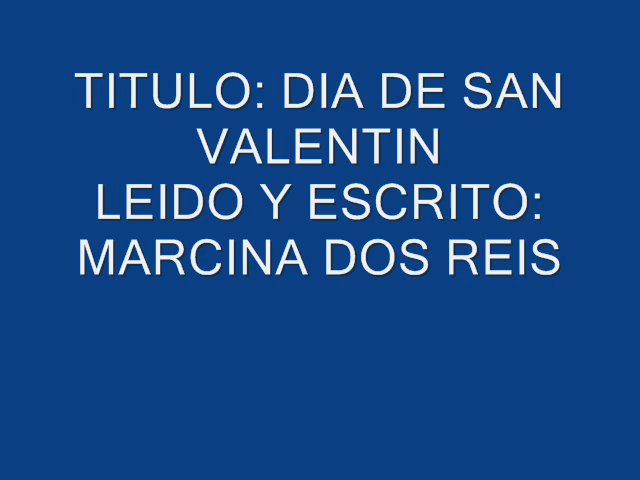 TITULO: DIA DE SAN
VALENTIN
LEIDO Y ESCRITO:
MARCINA DOS REIS